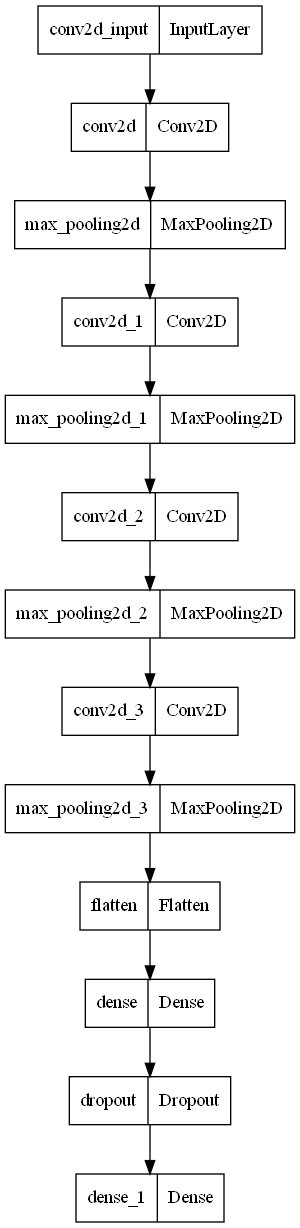 conv2d_input InputLayer
conv2d Conv2D
max_pooling2d MaxPooling2D
conv2d_1 Conv2D
max_pooling2d_1 MaxPooling2D
conv2d_2 Conv2D
max_pooling2d_2 MaxPooling2D
conv2d_3 Conv2D
max_pooling2d_3 MaxPooling2D
flatten Flatten
dense Dense
dropout Dropout
dense_1 Dense